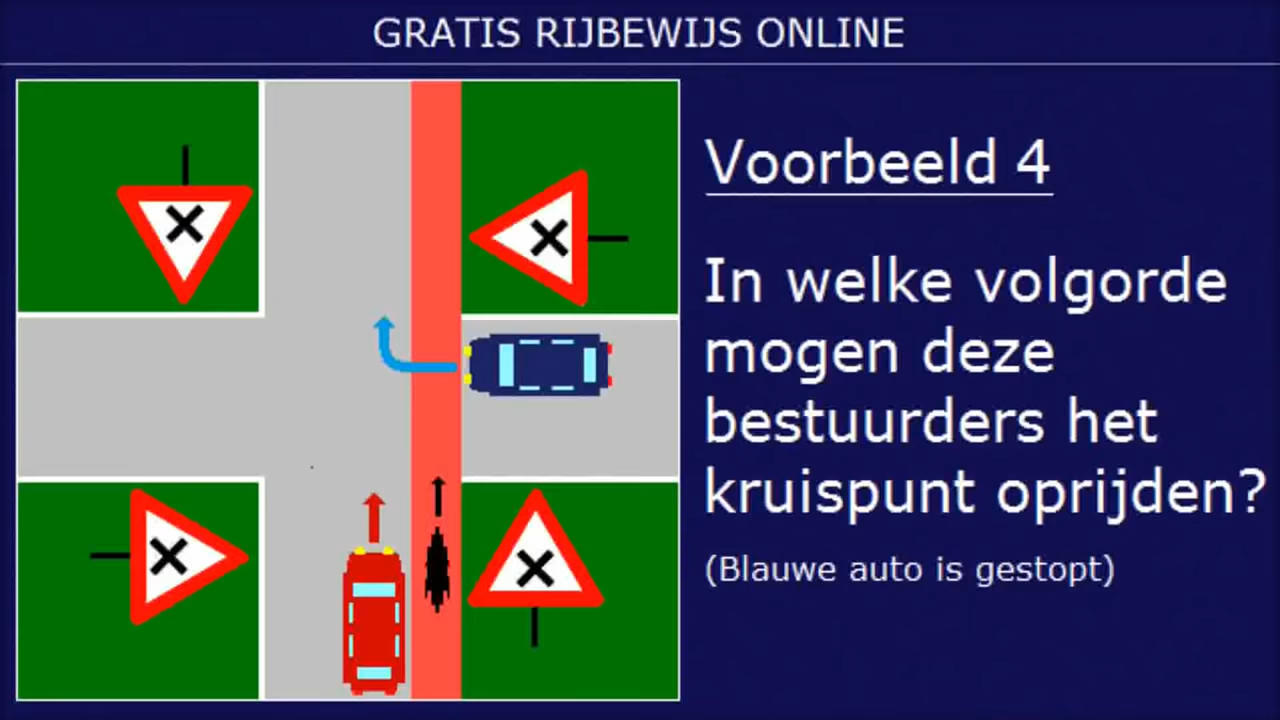 GRATIS RIJBEWIJS ONLINE
Voorbeeld 4
In welke volgorde
mogen deze
bestuurders het
kruispunt oprijden?
(Blauwe auto is gestopt)